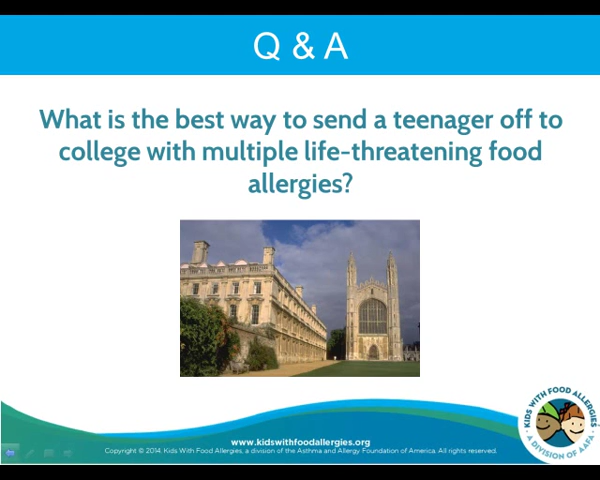 Q & A
What is the best way to send a teenager off to
college with multiple life-threatening food
allergies?
KIDS WITH FOOD ALLERGIES
A DIVISION OF AAFA
www.kidswithfoodallergies.org
Copyright © 2014, Kids With Food Allergies, a division of the Asthma and Allergy Foundation of America. All rights reserved.